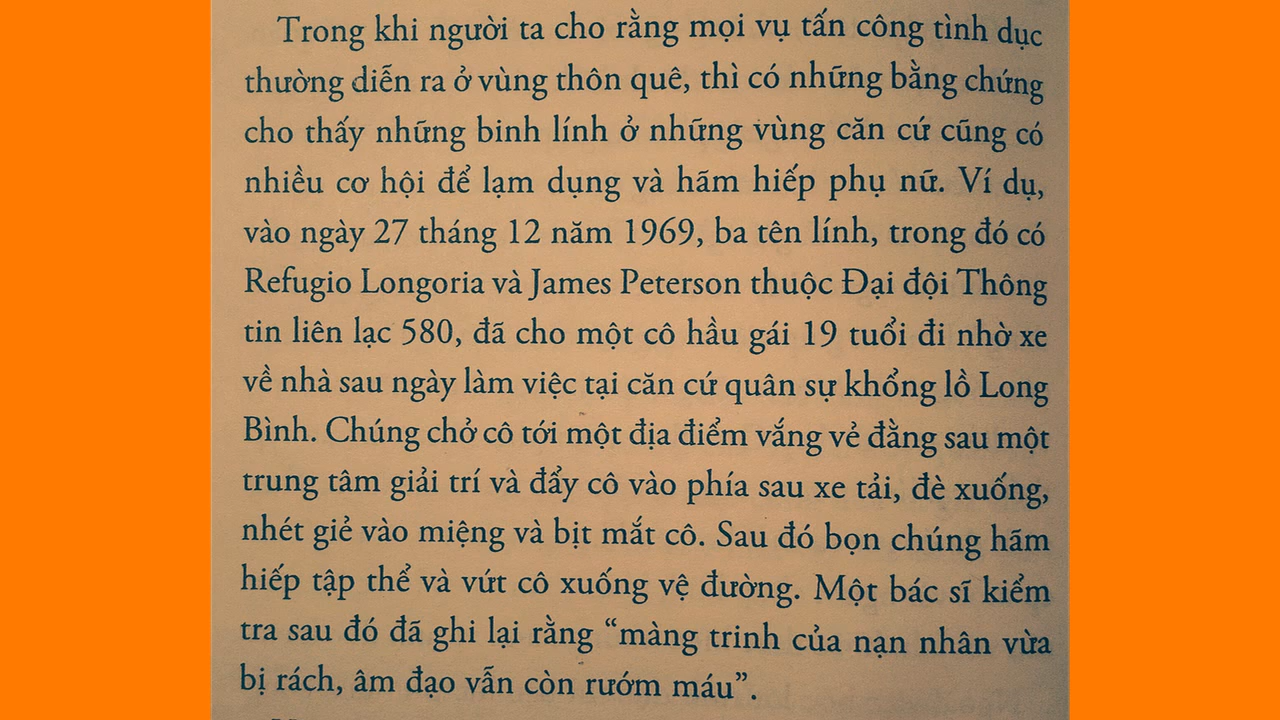 Trong khi người ta cho rằng mọi vụ tấn công tình dục
thường diễn ra ở vùng thôn quê, thì có những bằng chứng
cho thấy những binh lính ở những vùng căn cứ cũng có
nhiều cơ hội để lạm dụng và hãm hiếp phụ nữ. Ví dụ,
vào ngày 27 tháng 12 năm 1969, ba tên lính, trong đó có
Refugio Longoria và James Peterson thuộc Đại đội Thông
tin liên lạc 580, đã cho một cô hầu gái 19 tuổi đi nhờ xe
về nhà sau ngày làm việc tại căn cứ quân sự khổng lồ Long
Bình. Chúng chở cô tới một địa điểm vắng vẻ đằng sau một
trung tâm giải trí và đẩy cô vào phía sau xe tải, đè xuống,
nhét giẻ vào miệng và bịt mắt cô. Sau đó bọn chúng hãm
hiếp tập thể và vứt cô xuống vệ đường. Một bác sĩ kiểm
tra sau đó đã ghi lại rằng “màng trinh của nạn nhân vừa
bị rách, âm đạo vẫn còn rướm máu”.